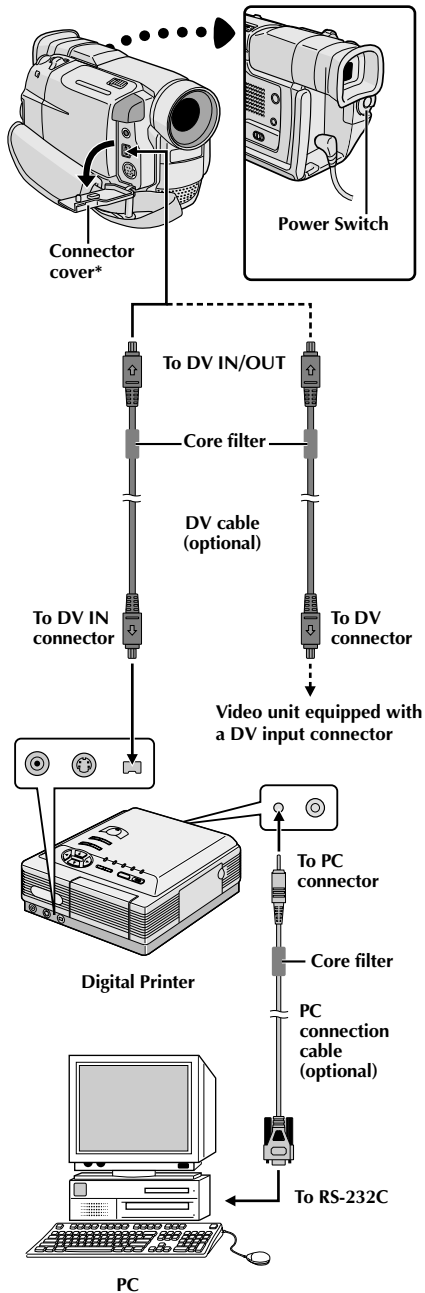 Power Switch
Connector
cover*
To DV IN/OUT
Core filter
DV cable
(optional)
To DV IN
connector
To DV
connector
Video unit equipped with
a DV input connector
To PC
connector
Digital Printer
Core filter
PC
connection
cable
(optional)
To RS-232C
PC